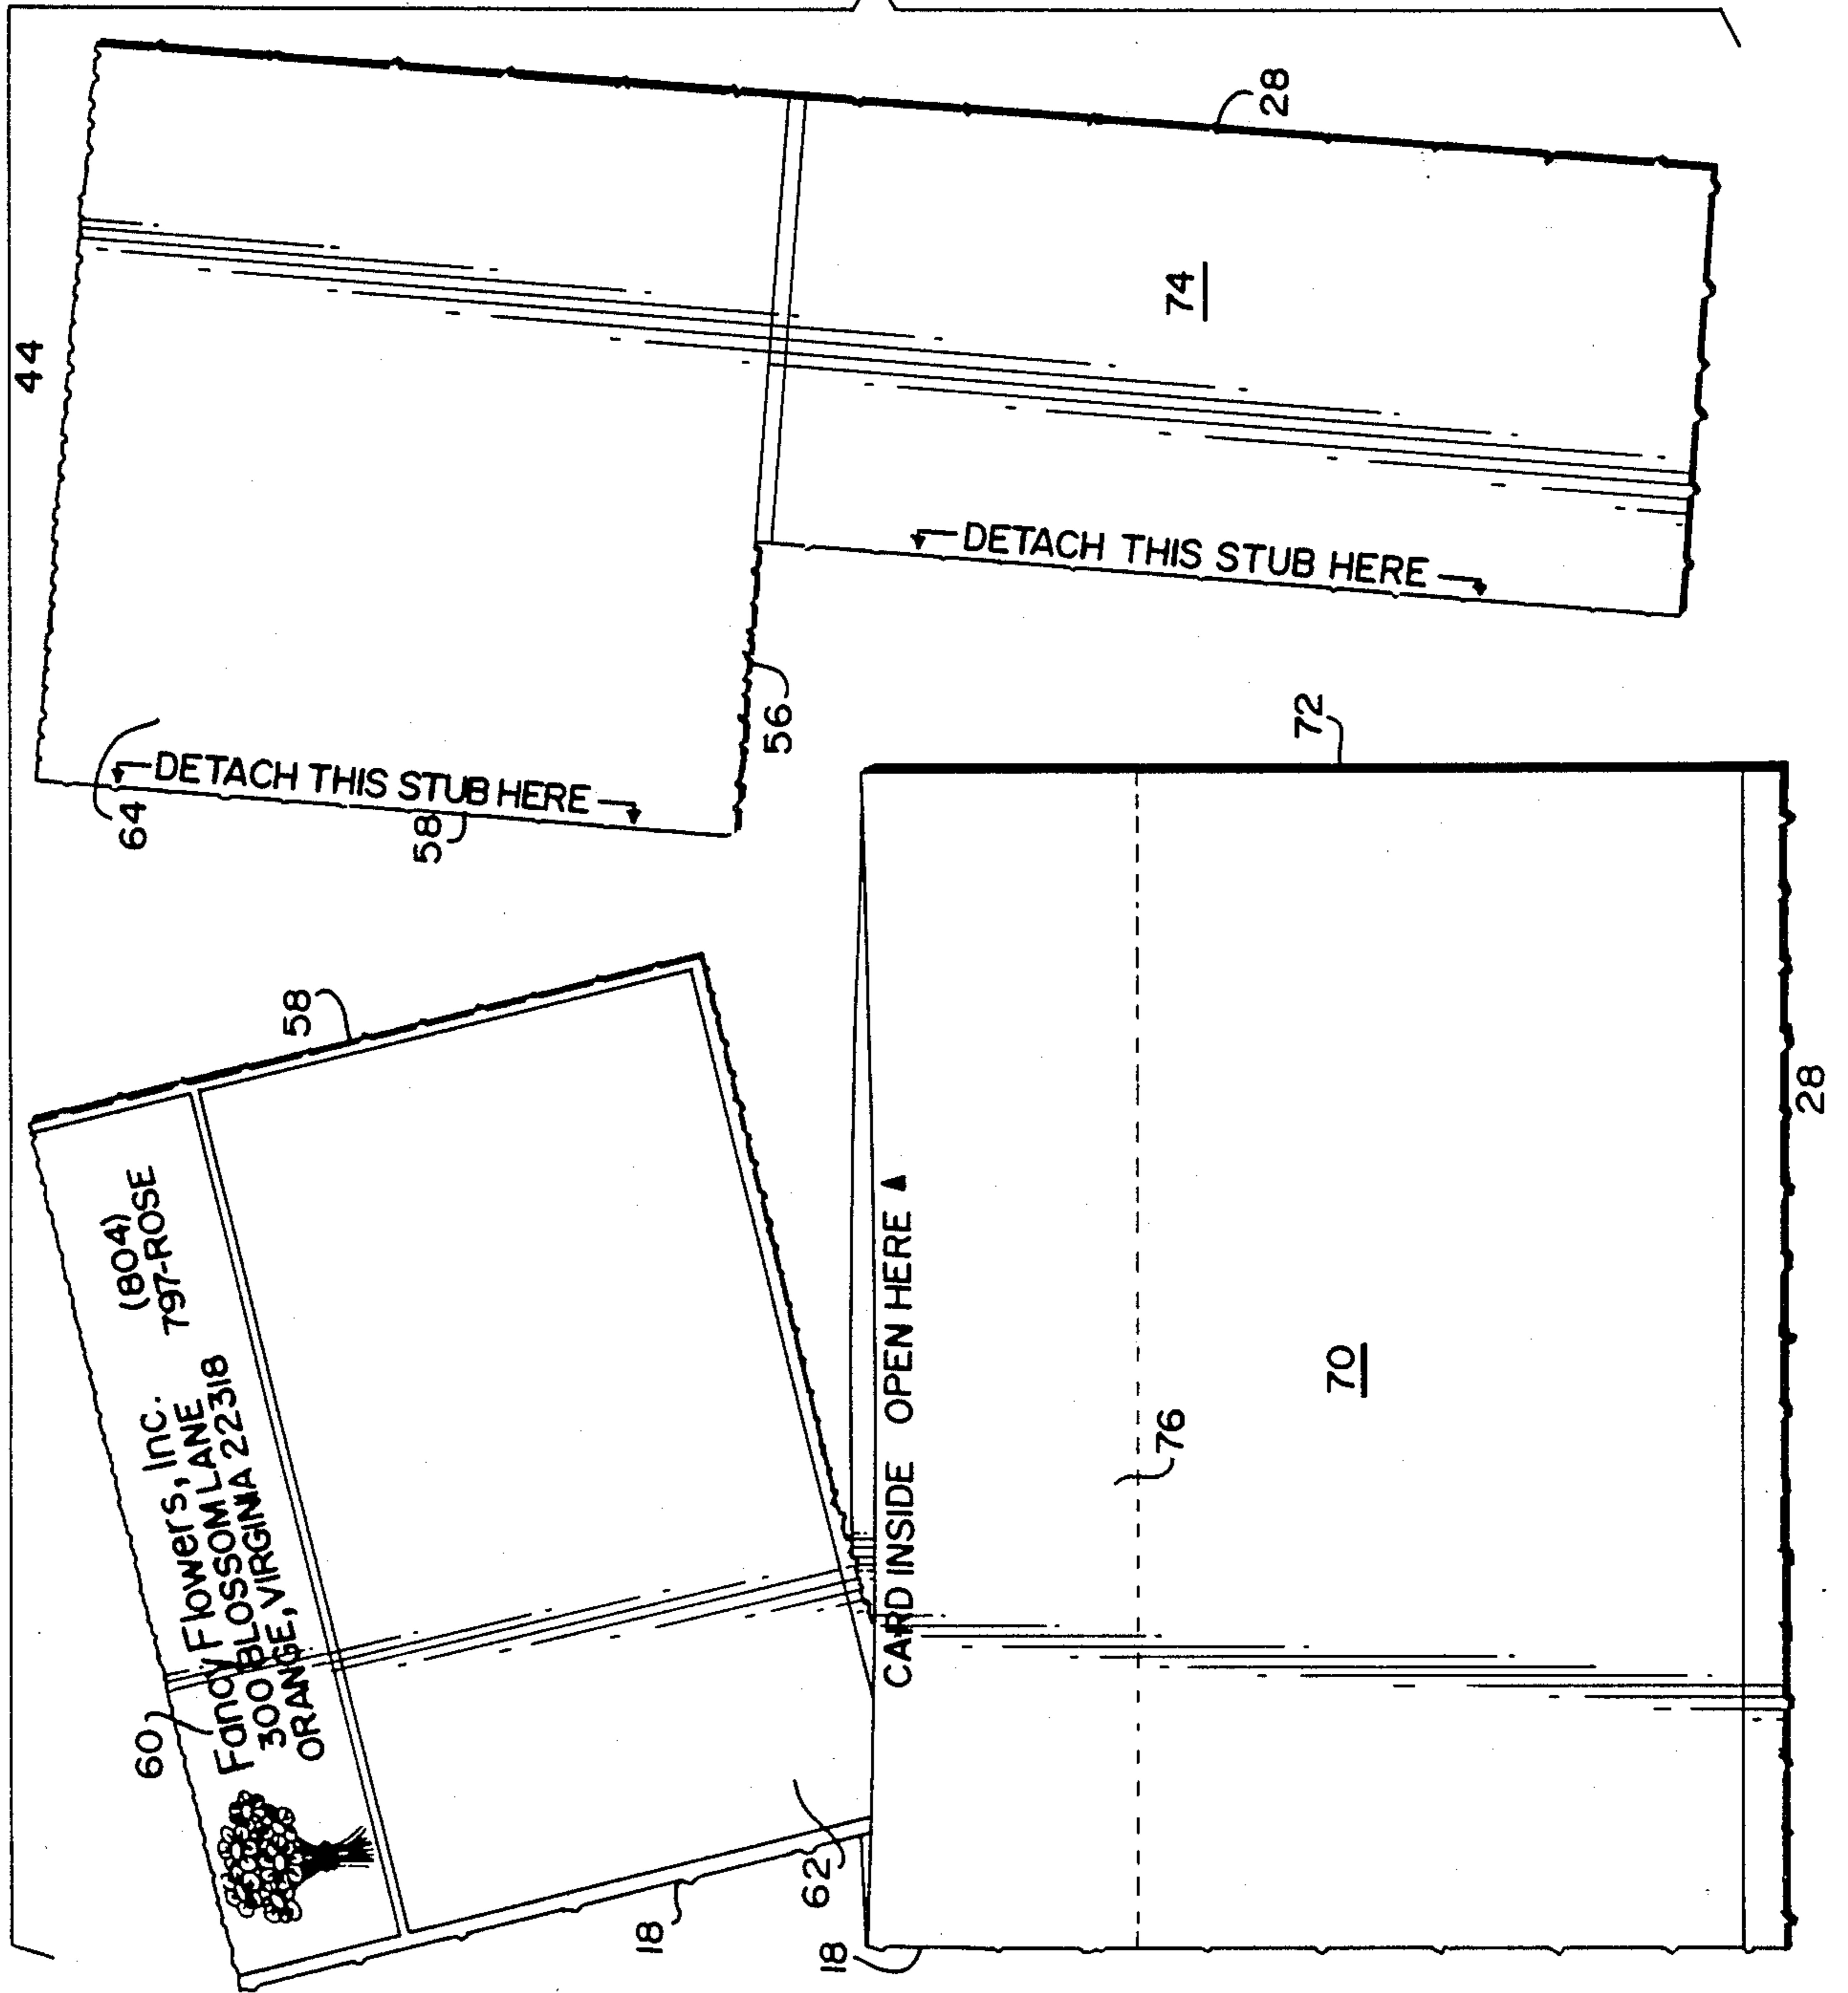 44
28
74
DETACH THIS STUB HERE
DETACH THIS STUB HERE
64
58
56
72
58
60
Fancy Flowers, Inc.
300 BLOSSOM LANE
ORANGE, VIRGINIA 22318
(804)
797-ROSE
62
18
18
CARD INSIDE OPEN HERE
76
70
28